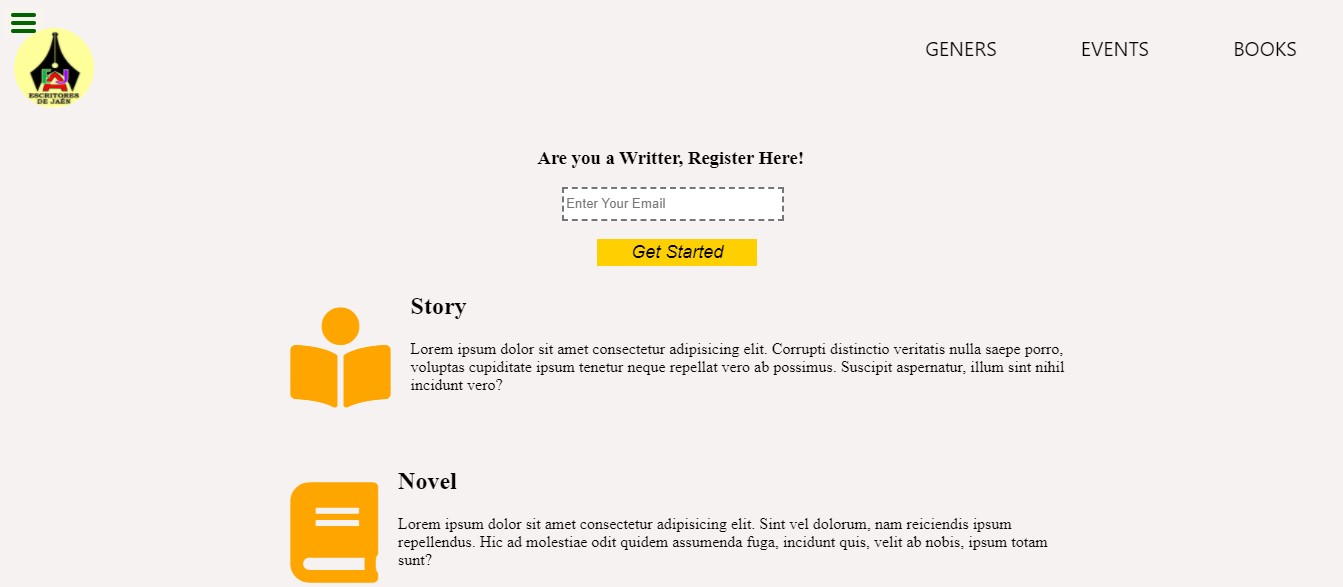 ESCRITORES
DE JAÉN
GENERS
EVENTS
BOOKS
Are you a Writter, Register Here!
Enter Your Email
Get Started
Story
Lorem ipsum dolor sit amet consectetur adipisicing elit. Corrupti distinctio veritatis nulla saepe porro,
voluptas cupiditate ipsum tenetur neque repellat vero ab possimus. Suscipit aspernatur, illum sint nihil
incidunt vero?
Novel
Lorem ipsum dolor sit amet consectetur adipisicing elit. Sint vel dolorum, nam reiciendis ipsum
repellendus. Hic ad molestiae odit quidem assumenda fuga, incidunt quis, velit ab nobis, ipsum totam
sunt?